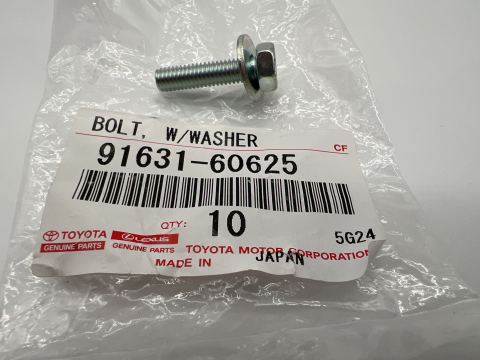 BOLT, W/WASHER
CF
91631-60625
QTY: 10
5G24
TOYOTA LEXUS
GENUINE PARTS GENUINE PARTS TOYOTA MOTOR CORPORATION
MADE IN JAPAN